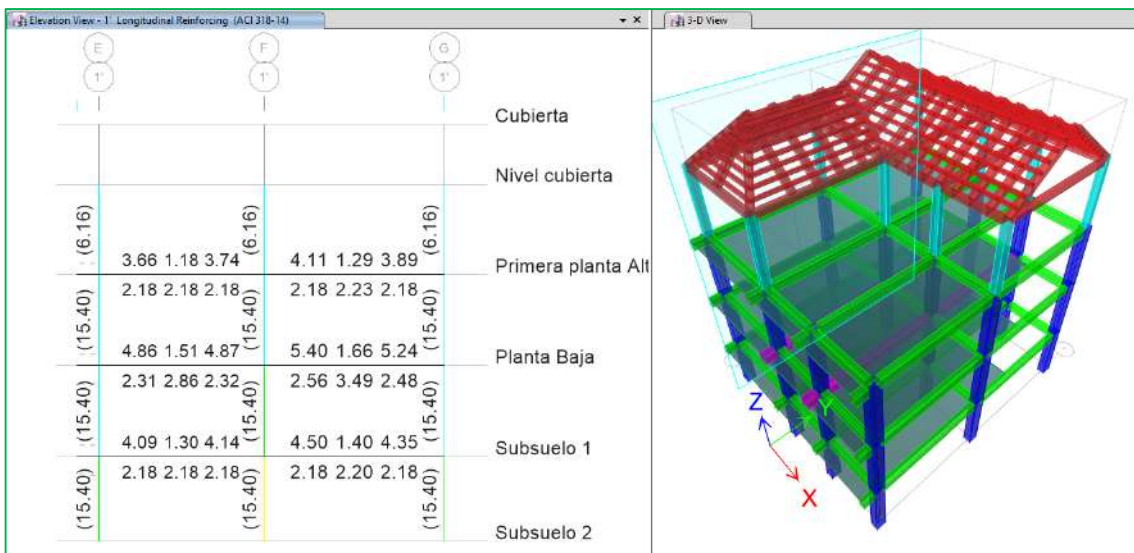 Elevation View - 1' Longitudinal Reinforcing (ACI 318-14)
3-D View
E F G
1' 1' 1'
Cubierta
Nivel cubierta
(6.16) (6.16) (6.16)
3.66 1.18 3.74 4.11 1.29 3.89
Primera planta Alt
2.18 2.18 2.18 2.18 2.23 2.18
(15.40) (15.40) (15.40)
4.86 1.51 4.87 5.40 1.66 5.24
Planta Baja
2.31 2.86 2.32 2.56 3.49 2.48
(15.40) (15.40) (15.40)
4.09 1.30 4.14 4.50 1.40 4.35
Subsuelo 1
2.18 2.18 2.18 2.18 2.20 2.18
(15.40) (15.40) (15.40)
Subsuelo 2
Z
Y
X